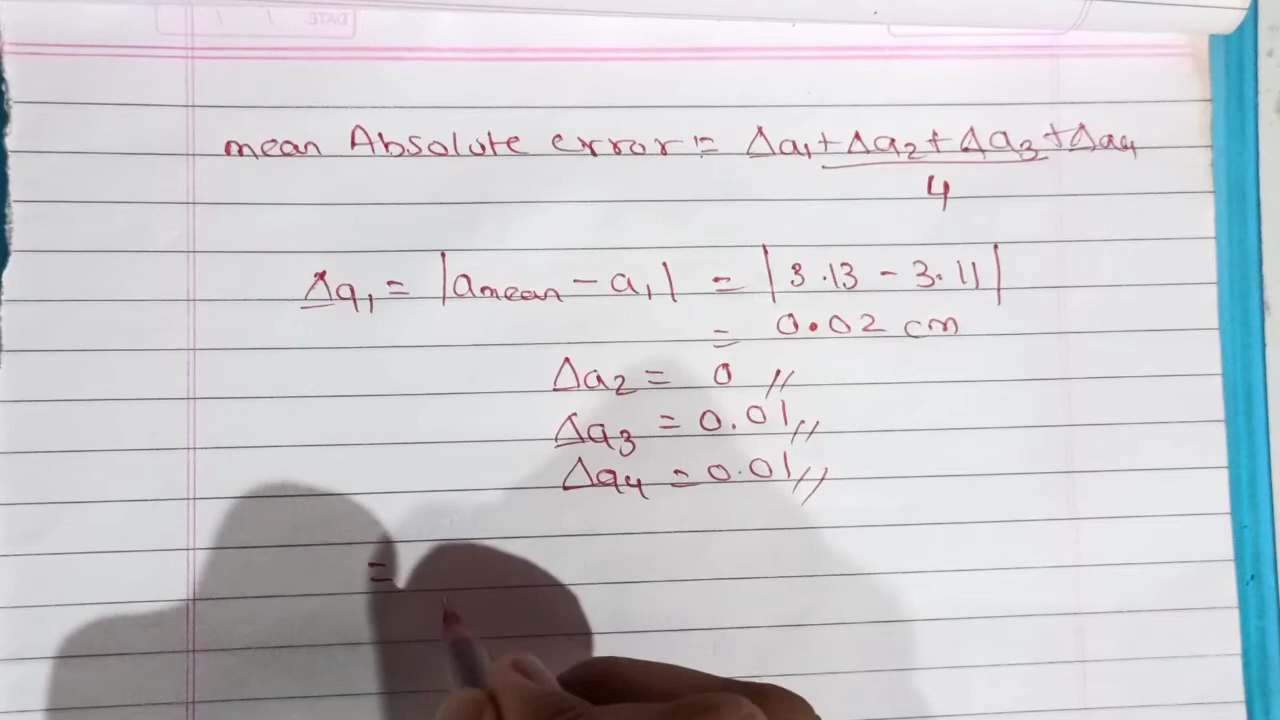 DATE / /
mean Absolute error = Δa₁+Δa₂+Δa₃+Δa₄
4
Δa₁ = |amean - a₁| = |3.13 - 3.11|
= 0.02 cm
Δa₂ = 0 //
Δa₃ = 0.01 //
Δa₄ = 0.01 //
=